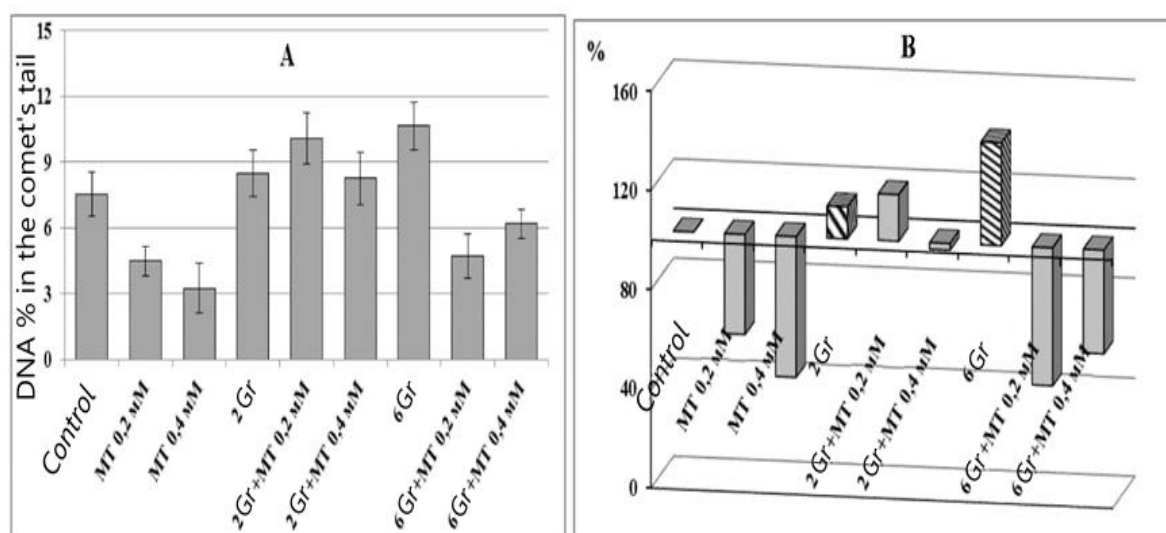 A
DNA % in the comet's tail
15
12
9
6
3
0
Control
MT 0,2 мМ
MT 0,4 мМ
2Gr
2Gr+MT 0,2 мМ
2Gr+MT 0,4 мМ
6Gr
6Gr+MT 0,2 мМ
6Gr+MT 0,4 мМ
B
%
160
120
80
40
0
Control
MT 0,2 мМ
MT 0,4 мМ
2Gr
2Gr+MT 0,2 мМ
2Gr+MT 0,4 мМ
6Gr
6Gr+MT 0,2 мМ
6Gr+MT 0,4 мМ